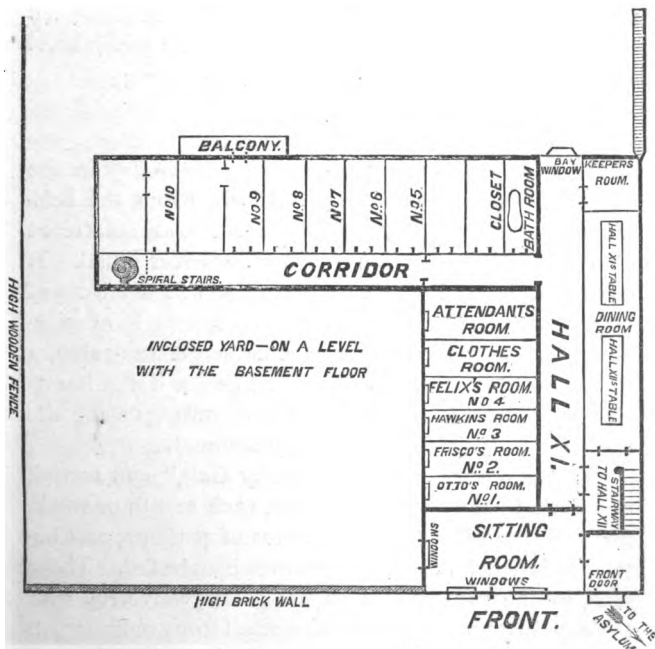 BALCONY.
BAY
WINDOW
KEEPERS
ROUM.
No 10
No 9
No 8
No 7
No 6
No 5.
CLOSET
BATH ROOM
SPIRAL STAIRS.
CORRIDOR
HIGH WOODEN FENCE.
INCLOSED YARD—ON A LEVEL
WITH THE BASEMENT FLOOR
ATTENDANTS
ROOM.
CLOTHES
ROOM.
FELIX'S ROOM.
NO 4
HAWKINS ROOM
No 3
FRISCO'S ROOM.
No 2.
OTTO'S ROOM.
No 1.
HALL XI.
HALL XIs TABLE
DINING
ROOM
HALL XIs TABLE
STAIRWAY
TO HALL XII
SITTING
ROOM.
WINDOWS
WINDOWS
FRONT
DOOR
HIGH BRICK WALL
FRONT.
TO THE
ASYLUM